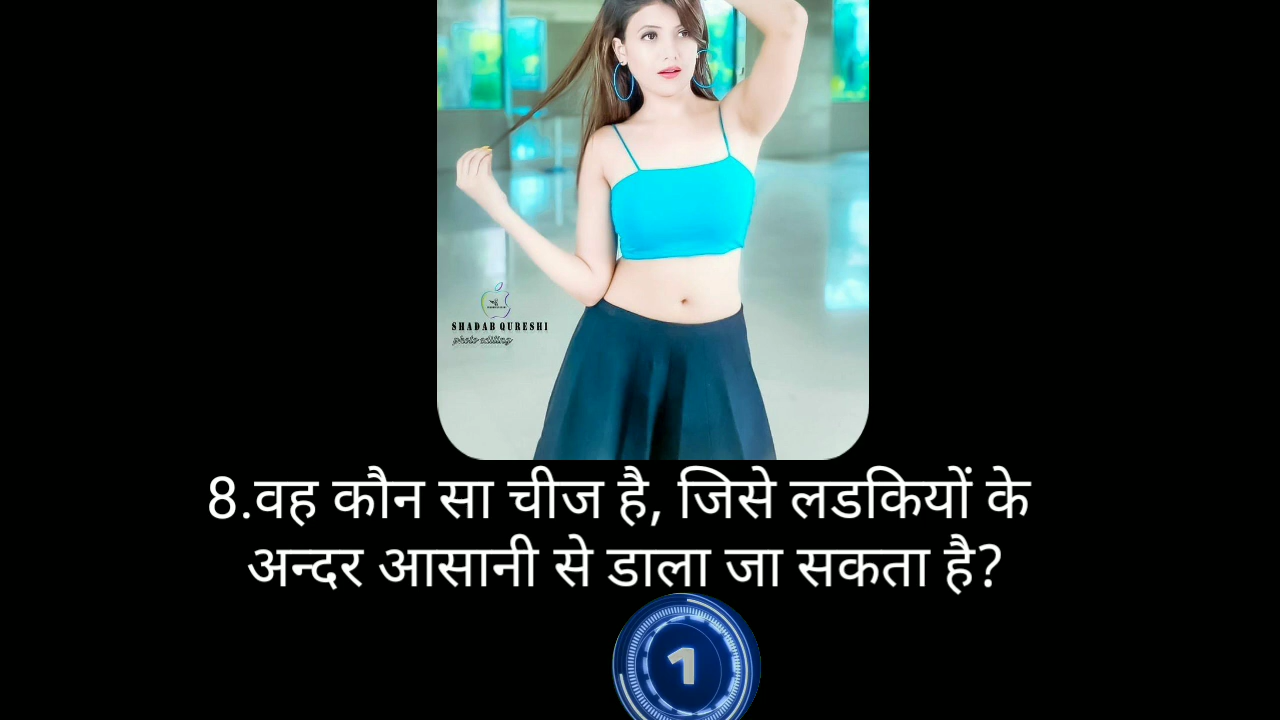 SHADAB QURESHI
photo editing
8.वह कौन सा चीज है, जिसे लडकियों के
अन्दर आसानी से डाला जा सकता है?
1